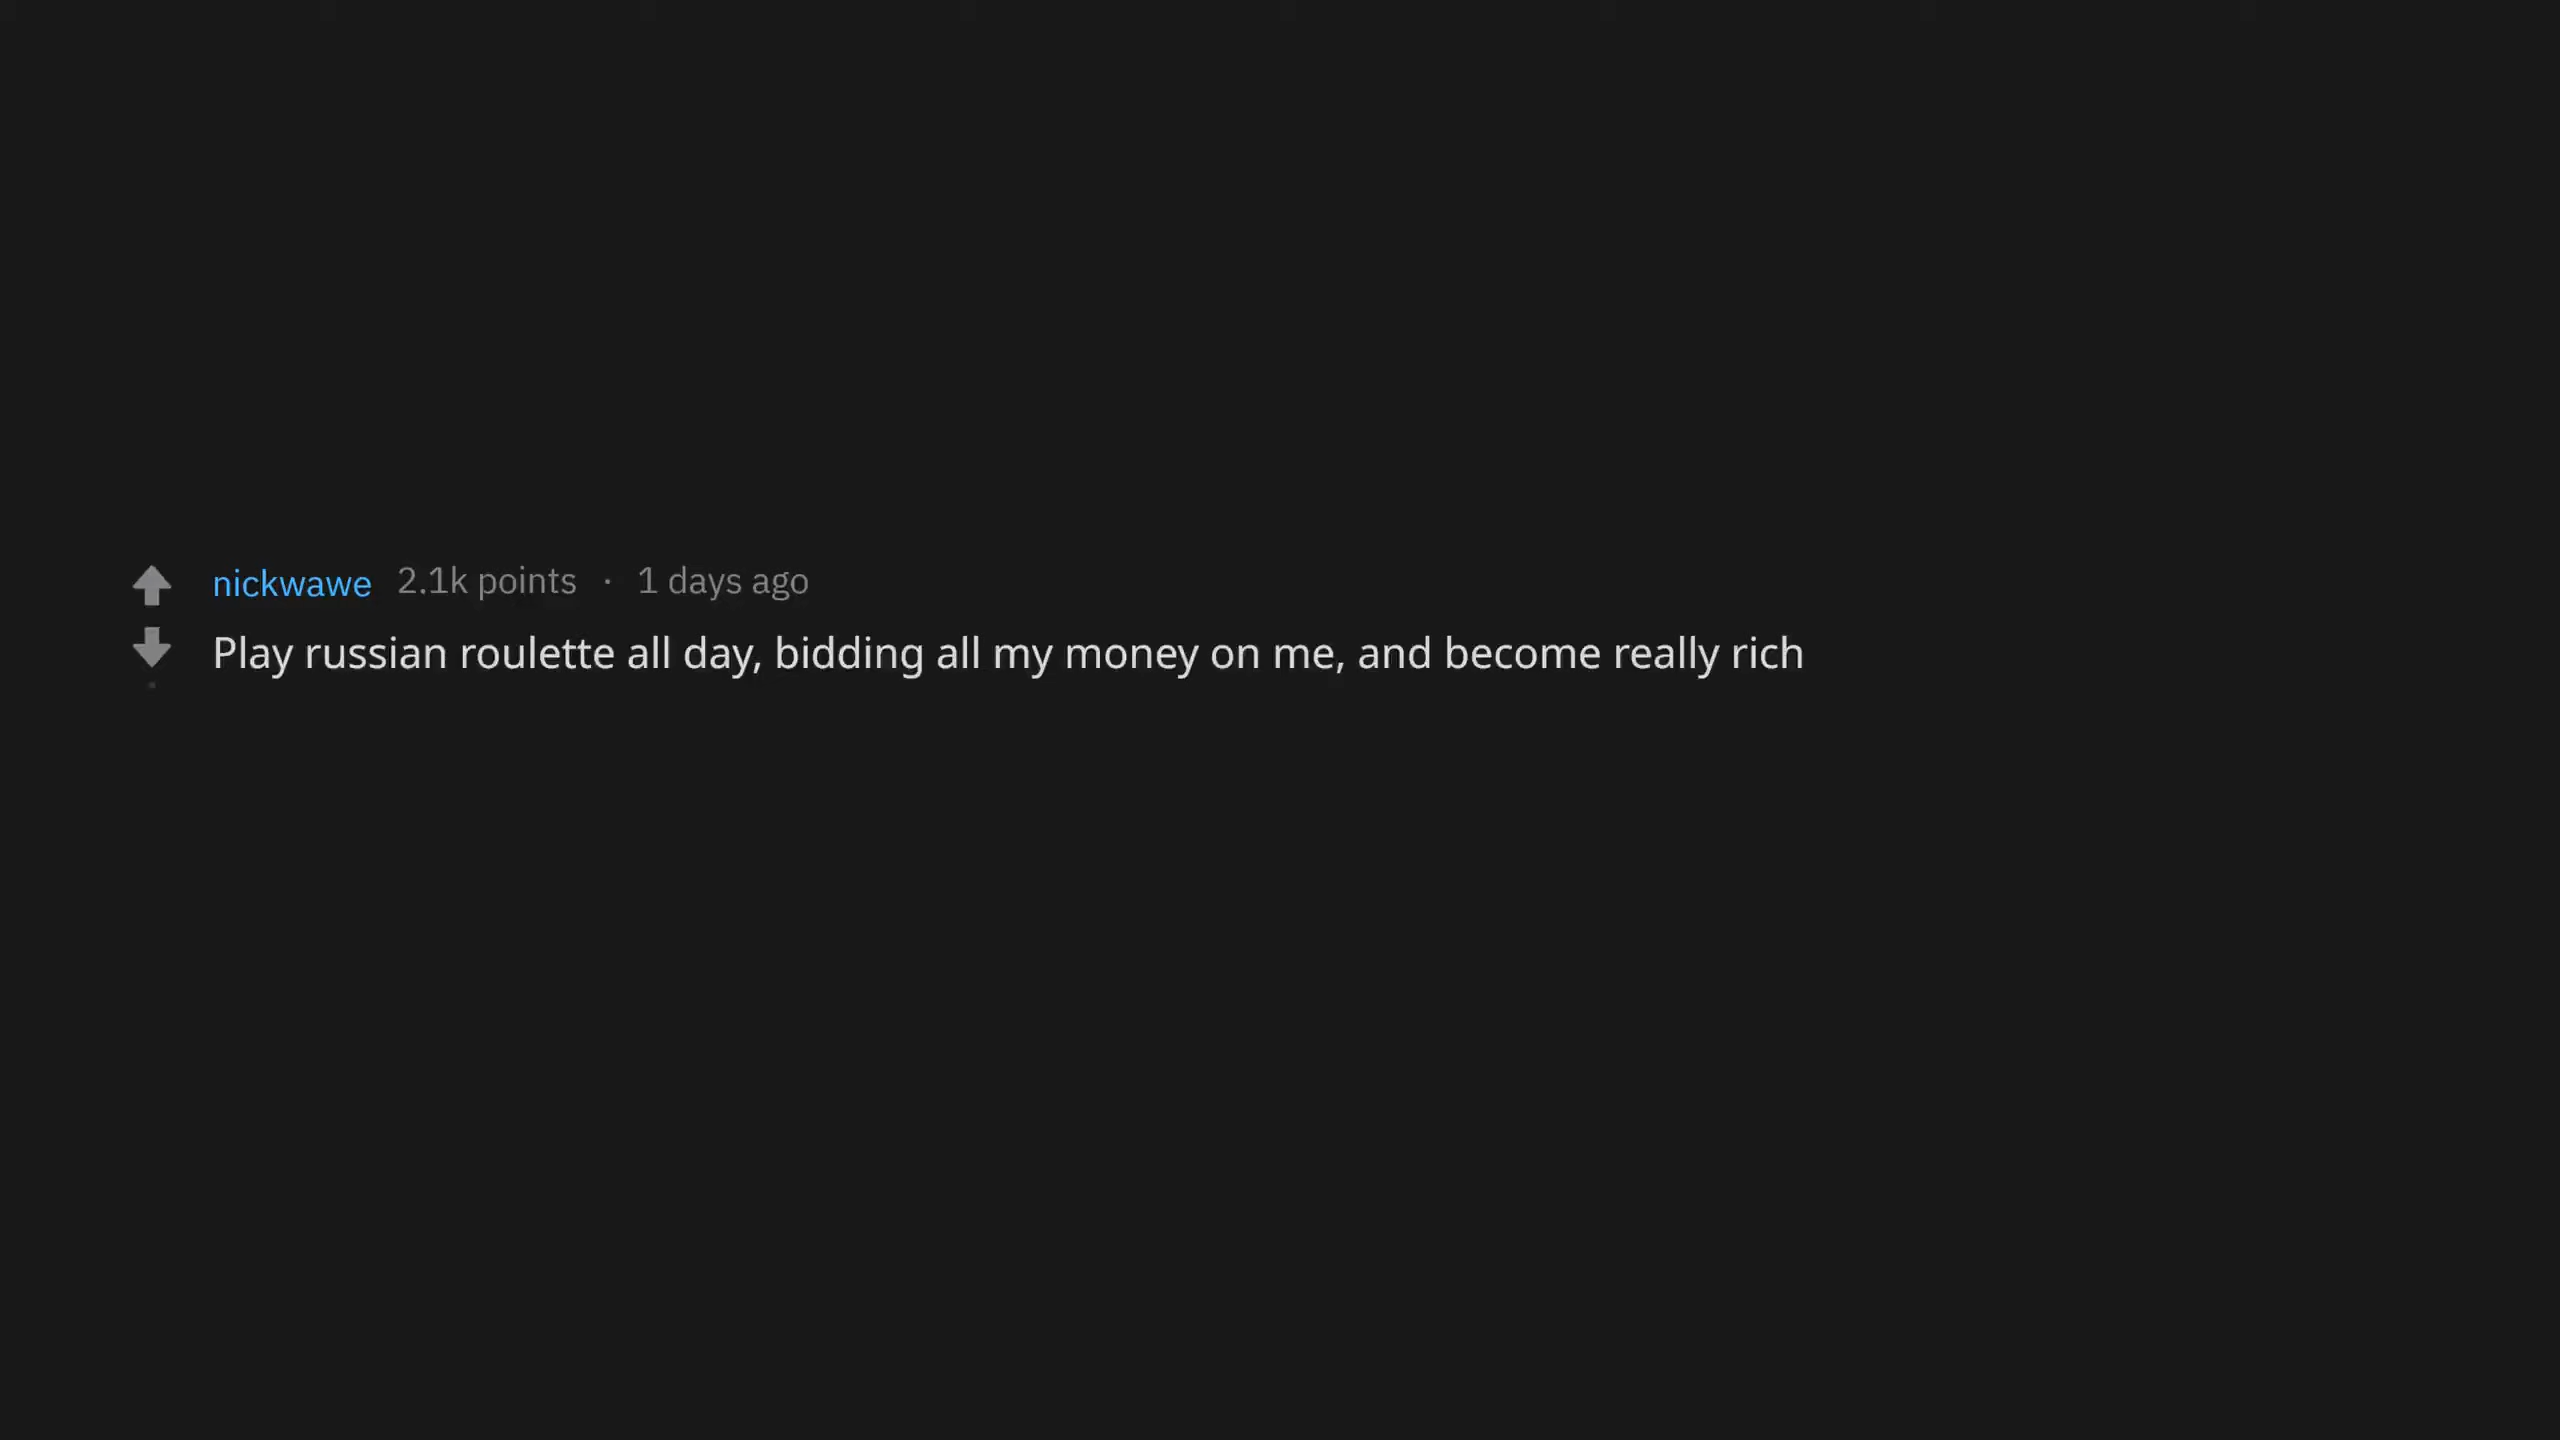 nickwawe 2.1k points · 1 days ago
Play russian roulette all day, bidding all my money on me, and become really rich